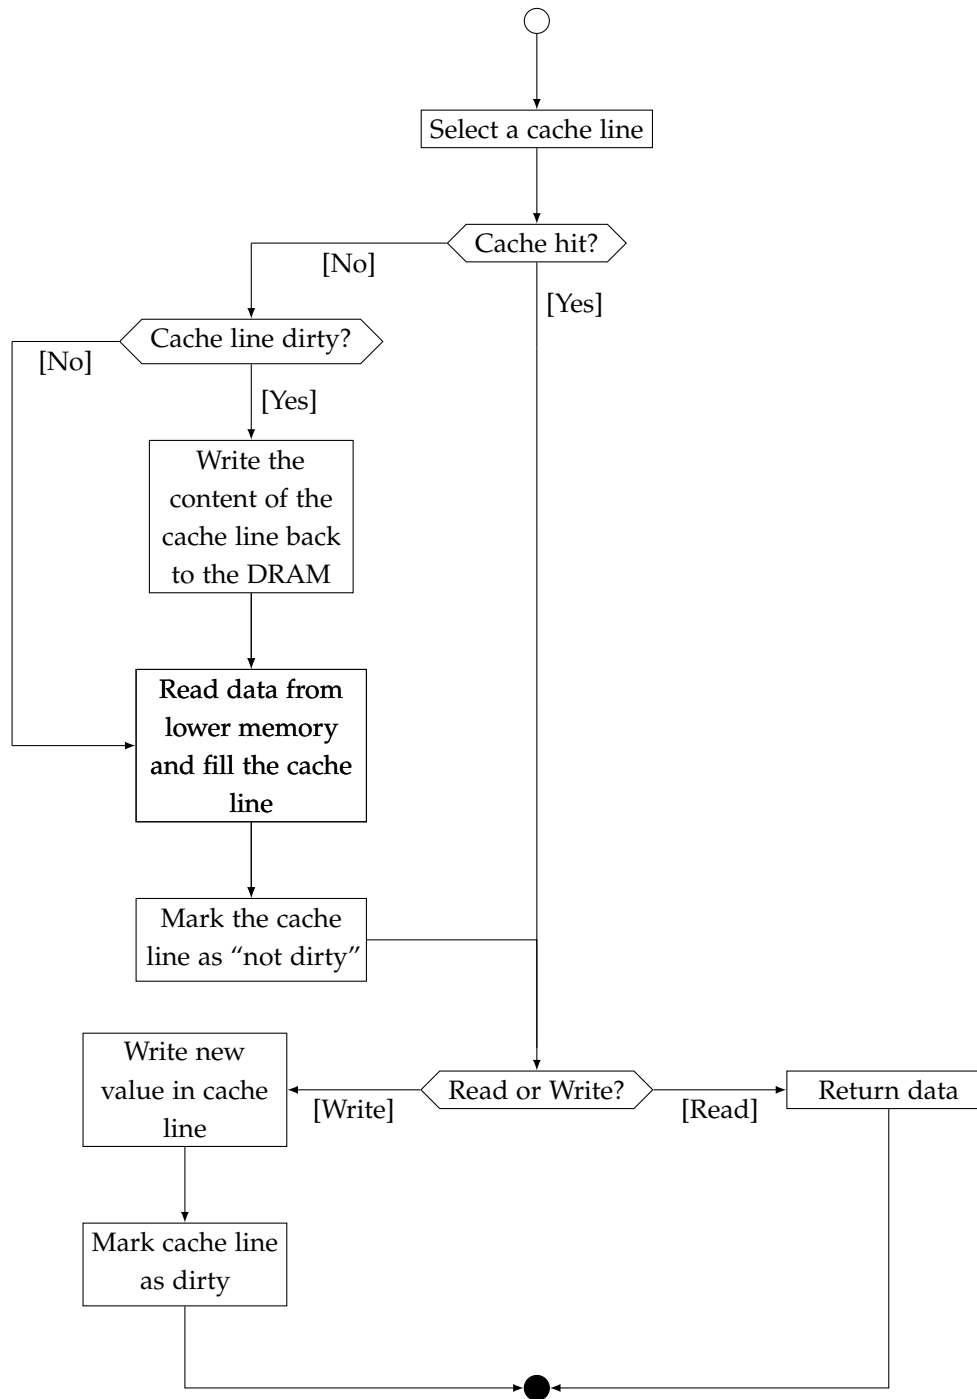 Select a cache line
Cache hit?
[No]
[Yes]
Cache line dirty?
[No]
[Yes]
Write the
content of the
cache line back
to the DRAM
Read data from
lower memory
and fill the cache
line
Mark the cache
line as “not dirty”
Write new
value in cache
line
Read or Write?
[Write]
[Read]
Return data
Mark cache line
as dirty